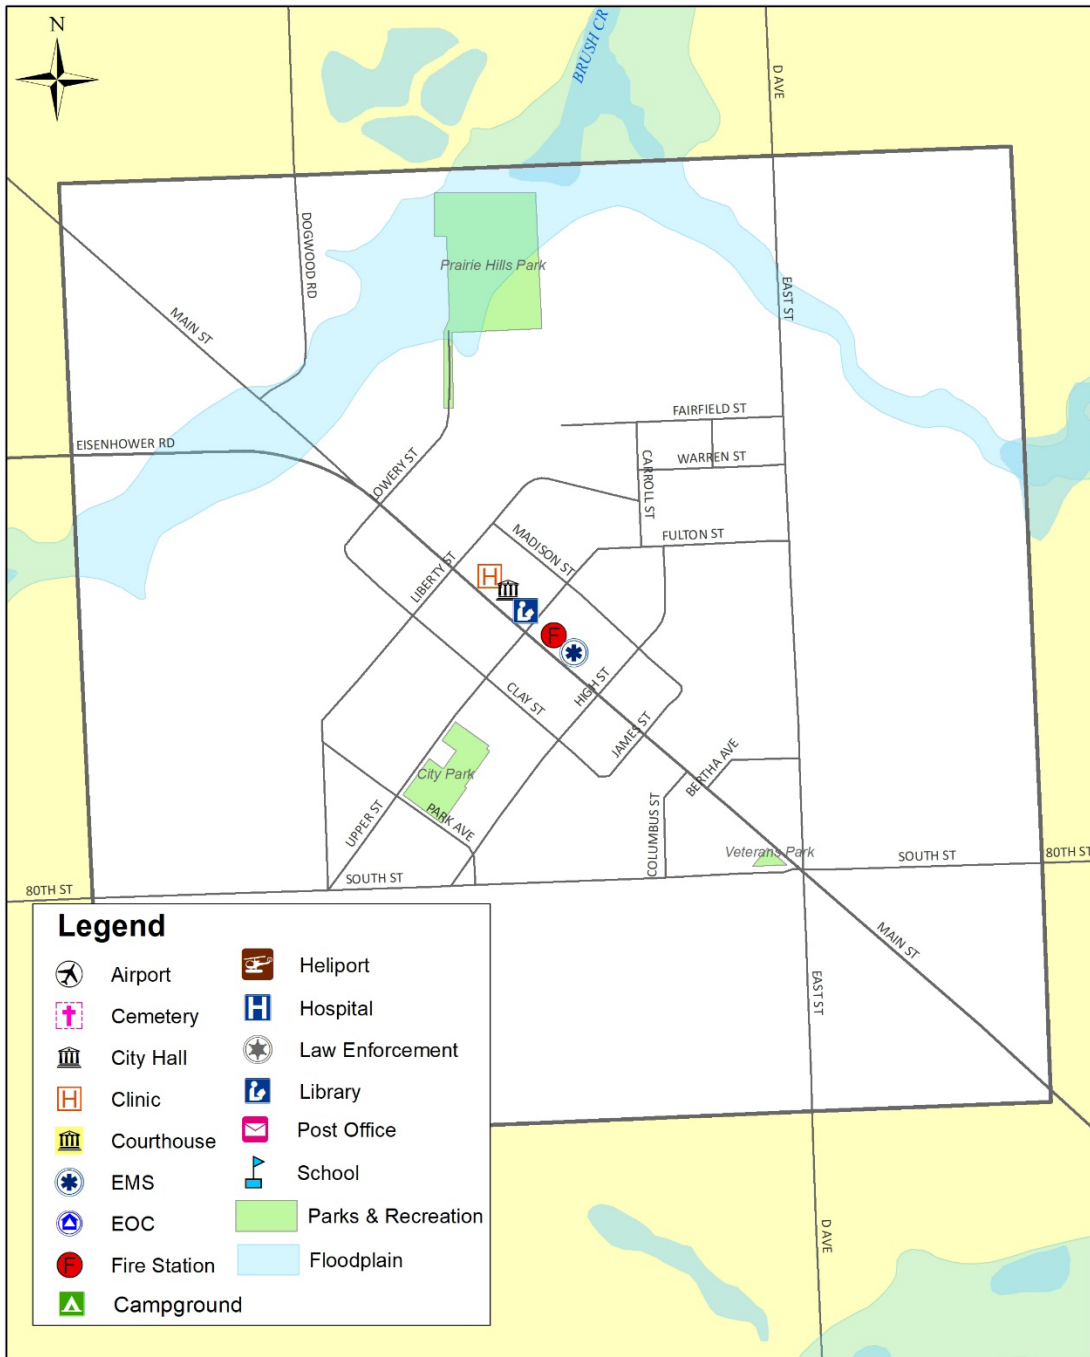 N
BRUSH CR
D AVE
DOGWOOD RD
Prairie Hills Park
EAST ST
MAIN ST
FAIRFIELD ST
EISENHOWER RD
WARREN ST
CARROLL ST
LOWERY ST
MADISON ST
FULTON ST
LIBERTY ST
H
F
CLAY ST
HIGH ST
JAMES ST
BERTHA AVE
City Park
UPPER ST
PARK AVE
COLUMBUS ST
Veterans Park
SOUTH ST
80TH ST
SOUTH ST
80TH ST
MAIN ST
EAST ST
D AVE
Legend
Airport
Cemetery
City Hall
H Clinic
Courthouse
EMS
EOC
F Fire Station
Campground
Heliport
H Hospital
Law Enforcement
Library
Post Office
School
Parks & Recreation
Floodplain